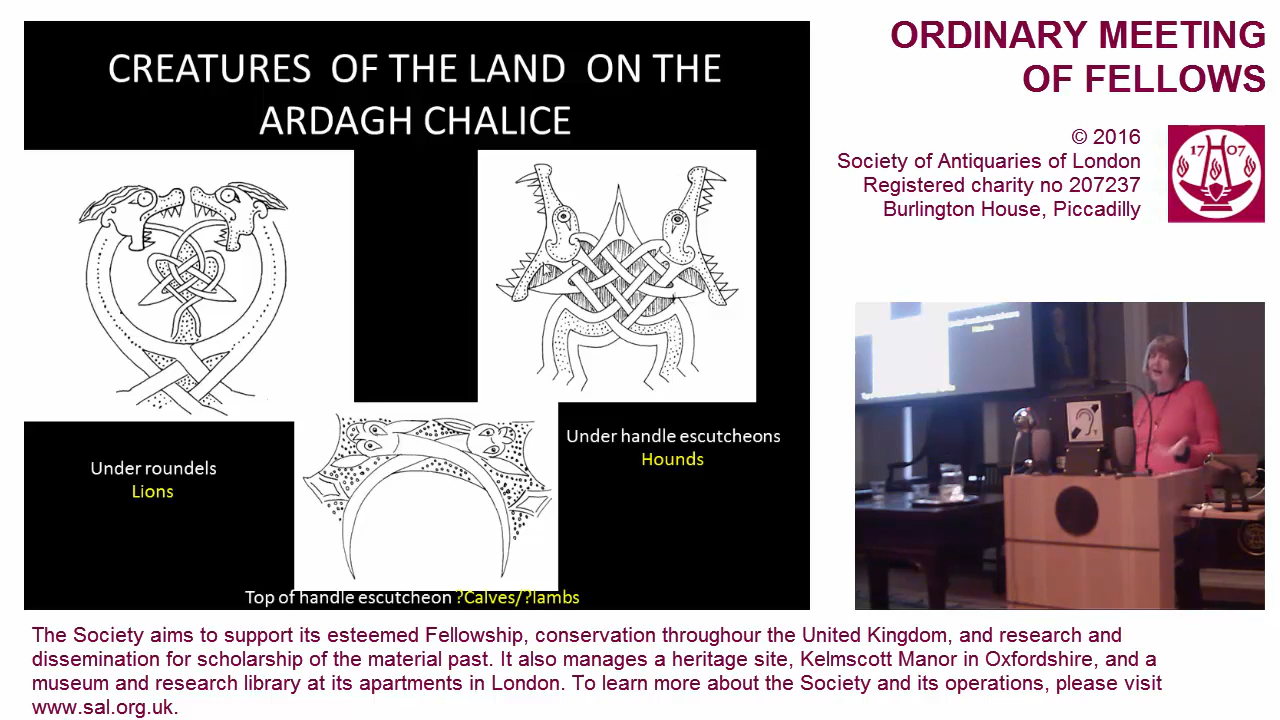 CREATURES OF THE LAND ON THE
ARDAGH CHALICE
Under roundels
Lions
Under handle escutcheons
Hounds
Top of handle escutcheon ?Calves/?lambs
ORDINARY MEETING
OF FELLOWS
© 2016
Society of Antiquaries of London
Registered charity no 207237
Burlington House, Piccadilly
17 07
The Society aims to support its esteemed Fellowship, conservation throughour the United Kingdom, and research and
dissemination for scholarship of the material past. It also manages a heritage site, Kelmscott Manor in Oxfordshire, and a
museum and research library at its apartments in London. To learn more about the Society and its operations, please visit
www.sal.org.uk.